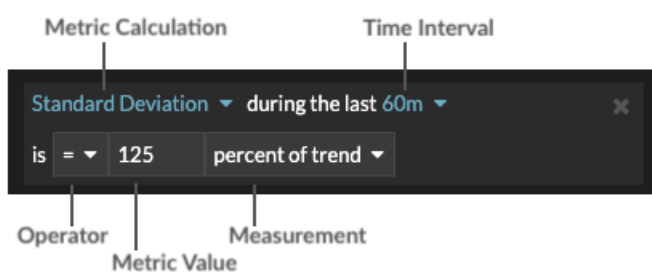 Metric Calculation Time Interval
Standard Deviation during the last 60m
is = 125 percent of trend
Operator Measurement
Metric Value